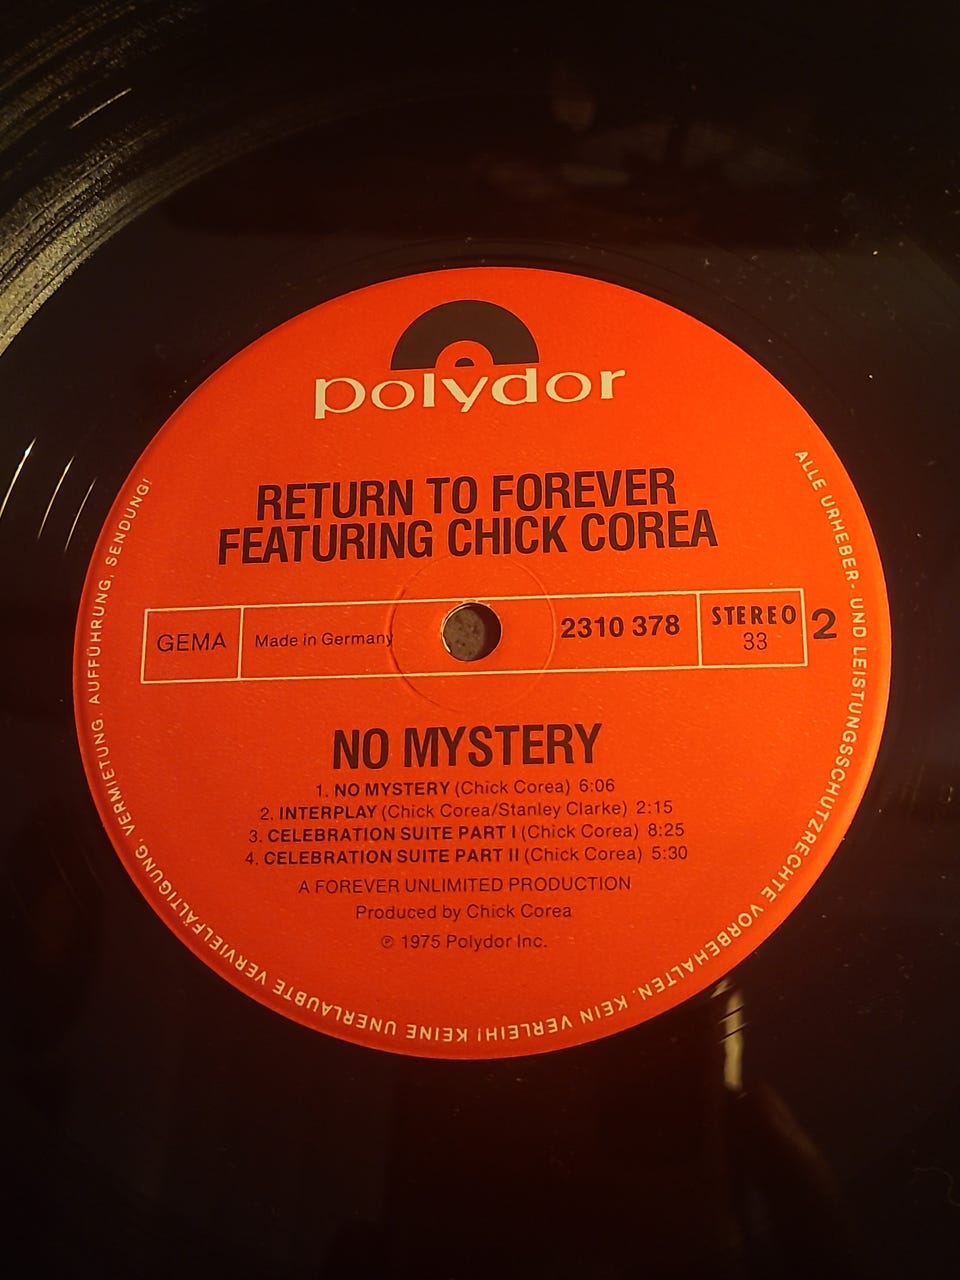 polydor
RETURN TO FOREVER
FEATURING CHICK COREA
GEMA
Made in Germany
2310 378
STEREO
33
2
NO MYSTERY
1. NO MYSTERY (Chick Corea) 6:06
2. INTERPLAY (Chick Corea/Stanley Clarke) 2:15
3. CELEBRATION SUITE PART I (Chick Corea) 8:25
4. CELEBRATION SUITE PART II (Chick Corea) 5:30
A FOREVER UNLIMITED PRODUCTION
Produced by Chick Corea
℗ 1975 Polydor Inc.
ALLE URHEBER- UND LEISTUNGSSCHUTZRECHTE VORBEHALTEN. KEIN VERLEIH! KEINE UNERLAUBTE VERVIELFÄLTIGUNG, VERMIETUNG, AUFFÜHRUNG, SENDUNG!